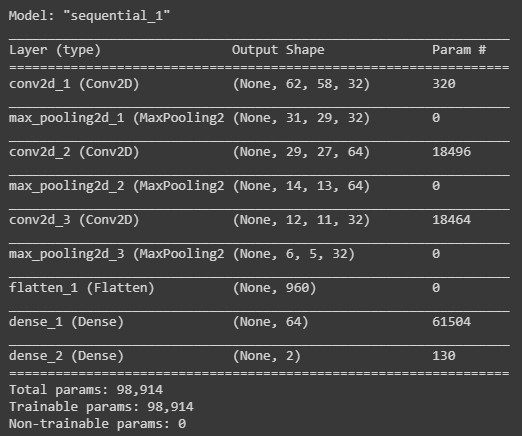 Model: "sequential_1"
_________________________________________________________________
Layer (type)                 Output Shape              Param #
=================================================================
conv2d_1 (Conv2D)            (None, 62, 58, 32)        320
_________________________________________________________________
max_pooling2d_1 (MaxPooling2 (None, 31, 29, 32)        0
_________________________________________________________________
conv2d_2 (Conv2D)            (None, 29, 27, 64)        18496
_________________________________________________________________
max_pooling2d_2 (MaxPooling2 (None, 14, 13, 64)        0
_________________________________________________________________
conv2d_3 (Conv2D)            (None, 12, 11, 32)        18464
_________________________________________________________________
max_pooling2d_3 (MaxPooling2 (None, 6, 5, 32)          0
_________________________________________________________________
flatten_1 (Flatten)          (None, 960)               0
_________________________________________________________________
dense_1 (Dense)              (None, 64)                61504
_________________________________________________________________
dense_2 (Dense)              (None, 2)                 130
=================================================================
Total params: 98,914
Trainable params: 98,914
Non-trainable params: 0